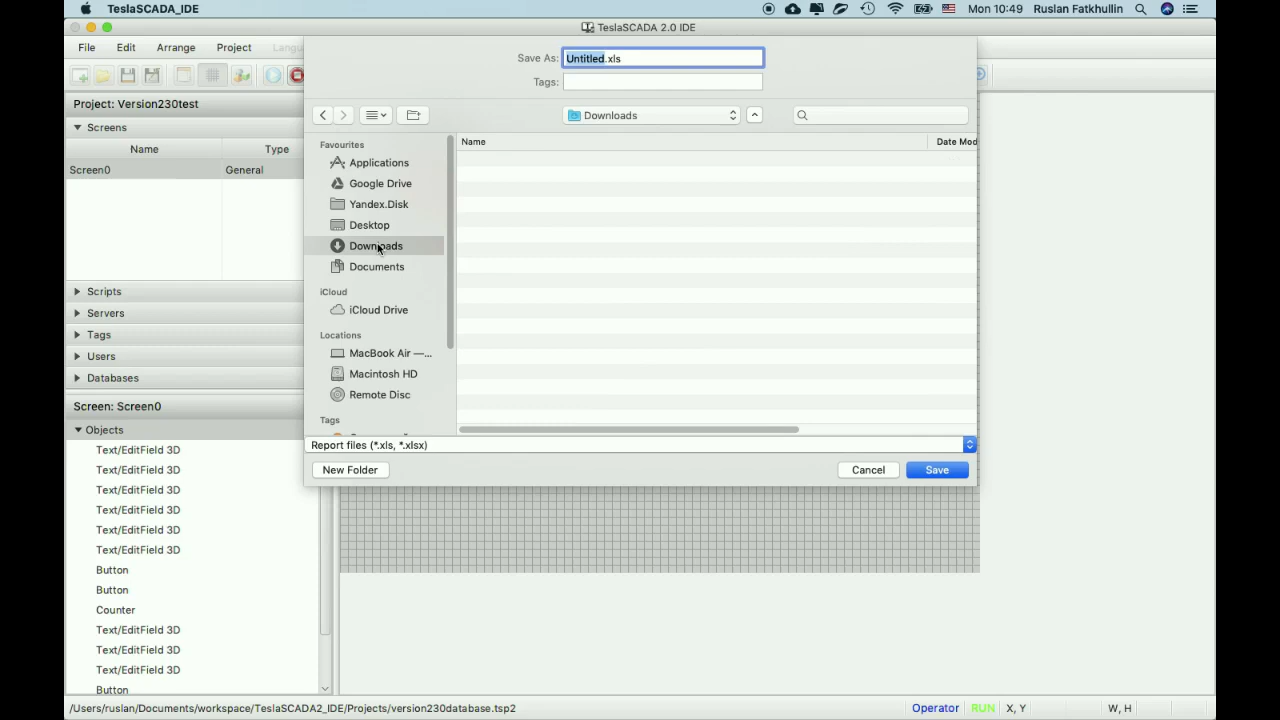 TeslaSCADA_IDE
Mon 10:49 Ruslan Fatkhullin
TeslaSCADA 2.0 IDE
File Edit Arrange Project Langu
Save As: Untitled.xls
Tags:
Downloads
Project: Version230test
Screens
Name Type
Screen0 General
Scripts
Servers
Tags
Users
Databases
Screen: Screen0
Objects
Text/EditField 3D
Text/EditField 3D
Text/EditField 3D
Text/EditField 3D
Text/EditField 3D
Text/EditField 3D
Button
Button
Counter
Text/EditField 3D
Text/EditField 3D
Text/EditField 3D
Button
Favourites
Applications
Google Drive
Yandex.Disk
Desktop
Downloads
Documents
iCloud
iCloud Drive
Locations
MacBook Air —...
Macintosh HD
Remote Disc
Tags
Name Date Mod
Report files (*.xls, *.xlsx)
New Folder Cancel Save
/Users/ruslan/Documents/workspace/TeslaSCADA2_IDE/Projects/version230database.tsp2
Operator RUN X, Y W, H